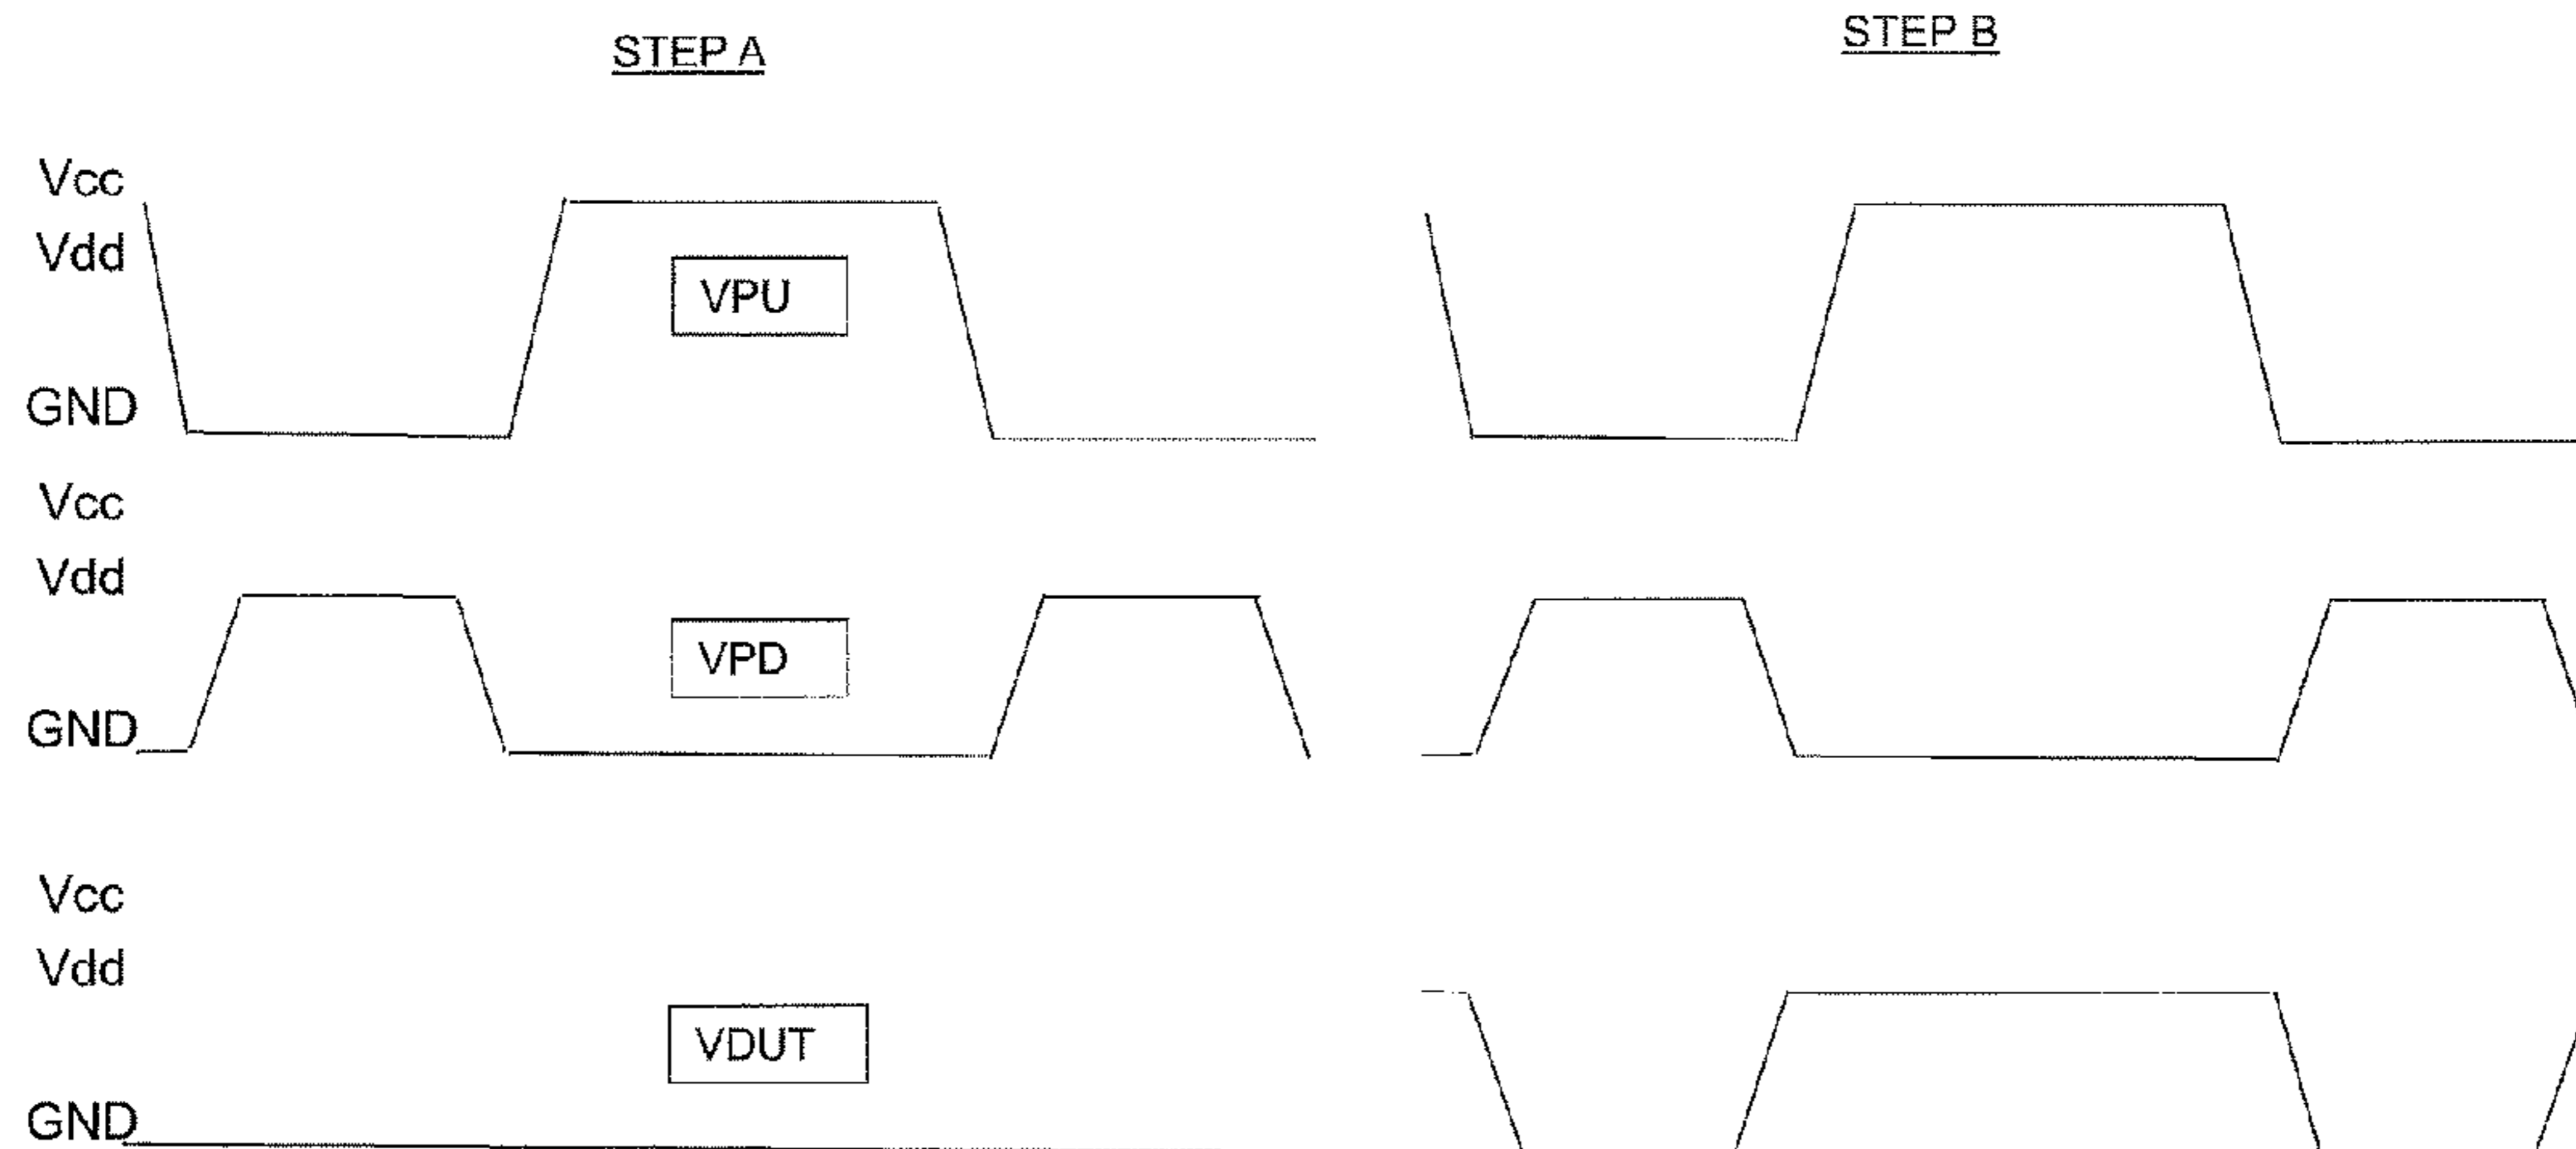 STEP A
STEP B
Vcc
Vdd
VPU
GND
Vcc
Vdd
VPD
GND
Vcc
Vdd
VDUT
GND